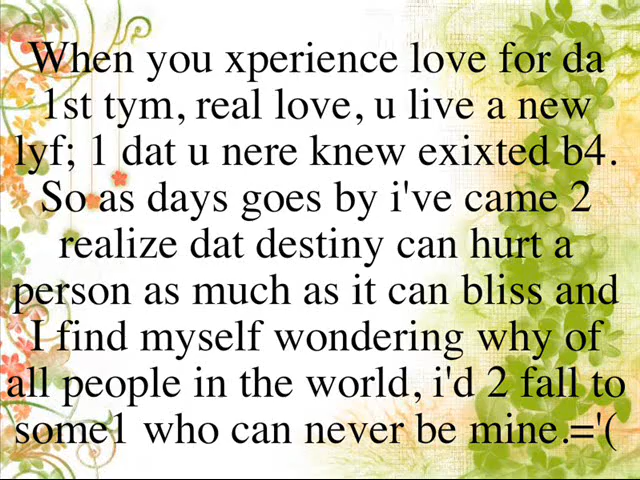 When you xperience love for da
1st tym, real love, u live a new
lyf; 1 dat u nere knew exixted b4.
So as days goes by i've came 2
realize dat destiny can hurt a
person as much as it can bliss and
I find myself wondering why of
all people in the world, i'd 2 fall to
some1 who can never be mine.='(